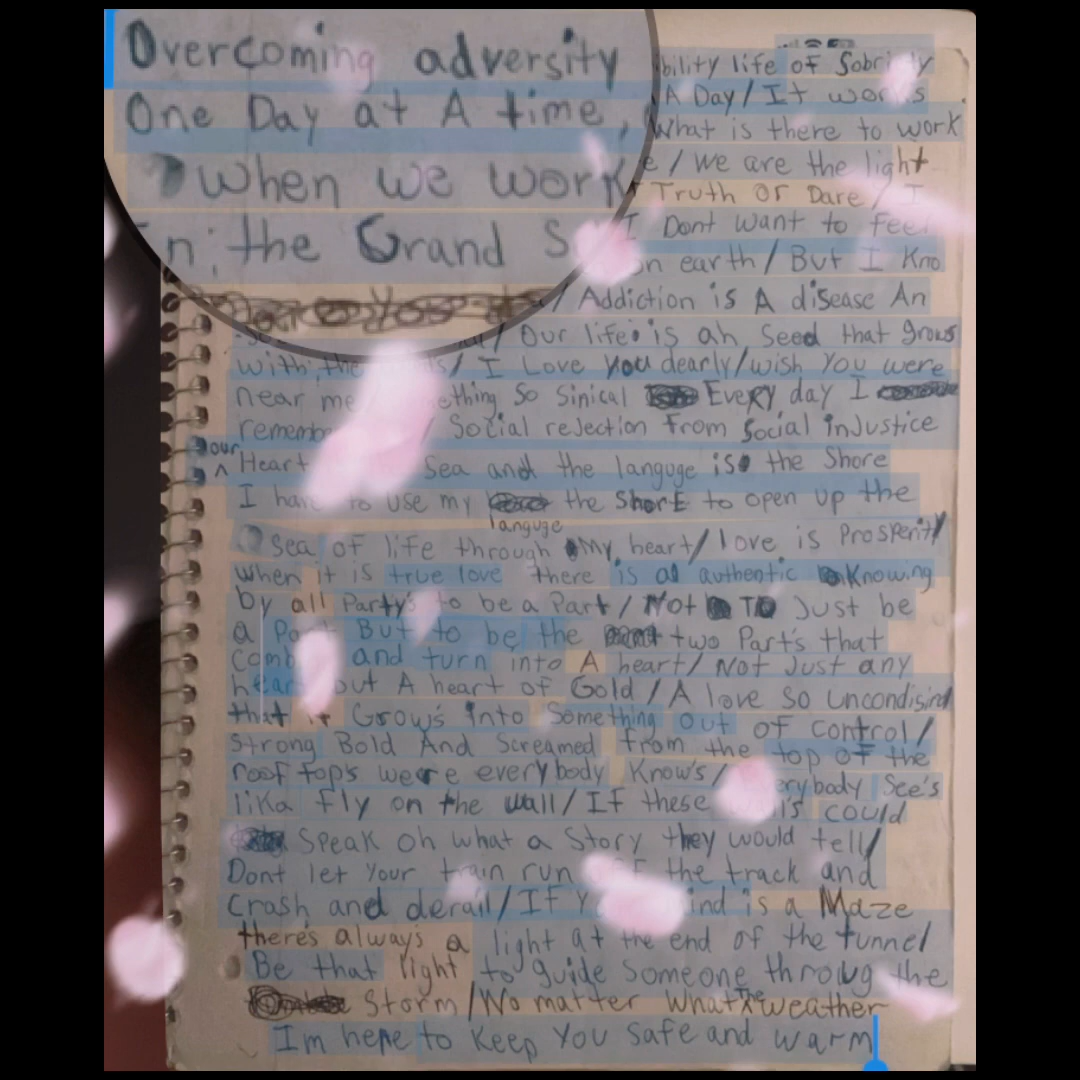 Overcoming adversity bility life of Sobriety
One Day at A time, A Day / It works
when we work What is there to work
in; the Grand S e / We are the light
Truth or Dare / I
I Dont want to feel
on earth / But I Kno
/ Addiction is A disease An
/ Our life is ah Seed that grows
with the / I Love you dearly / wish You were
near me ething So Sinical Every day I
remember Social rejection from Social inJustice
our
Heart Sea and the languge is the Shore
I have to use my the ShorE to open up the
languge
Sea of life through My heart / love is Prosperity
when it is true love there is a authentic Knowing
by all Party's to be a Part / Not To Just be
a Part But to be the two Part's that
comb and turn into A heart / Not Just any
heart but A heart of Gold / A love so uncondisind
that it Grow's into Something out of control /
Strong Bold And Screamed from the top of the
roof top's were everybody Know's / erybody See's
lika fly on the wall / If these could
Speak oh what a Story they would tell /
Dont let Your train run the track and
Crash and derail / If ind is a Maze
there's always a light at the end of the tunnel
Be that light to guide Someone throug the
Storm / No matter What The weather
Im here to Keep You Safe and warm